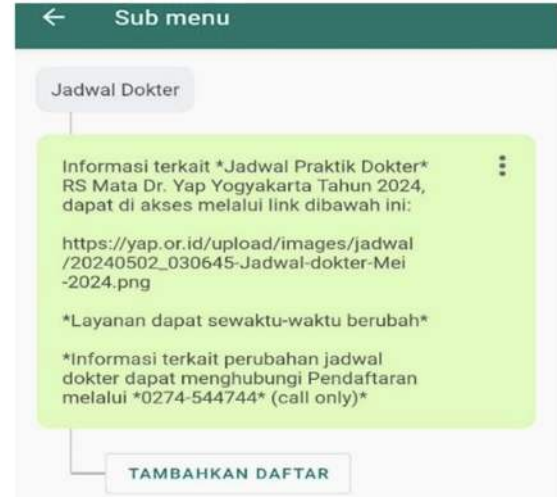 Sub menu
Jadwal Dokter
Informasi terkait *Jadwal Praktik Dokter*
RS Mata Dr. Yap Yogyakarta Tahun 2024,
dapat di akses melalui link dibawah ini:
https://yap.or.id/upload/images/jadwal
/20240502_030645-Jadwal-dokter-Mei
-2024.png
*Layanan dapat sewaktu-waktu berubah*
*Informasi terkait perubahan jadwal
dokter dapat menghubungi Pendaftaran
melalui *0274-544744* (call only)*
TAMBAHKAN DAFTAR